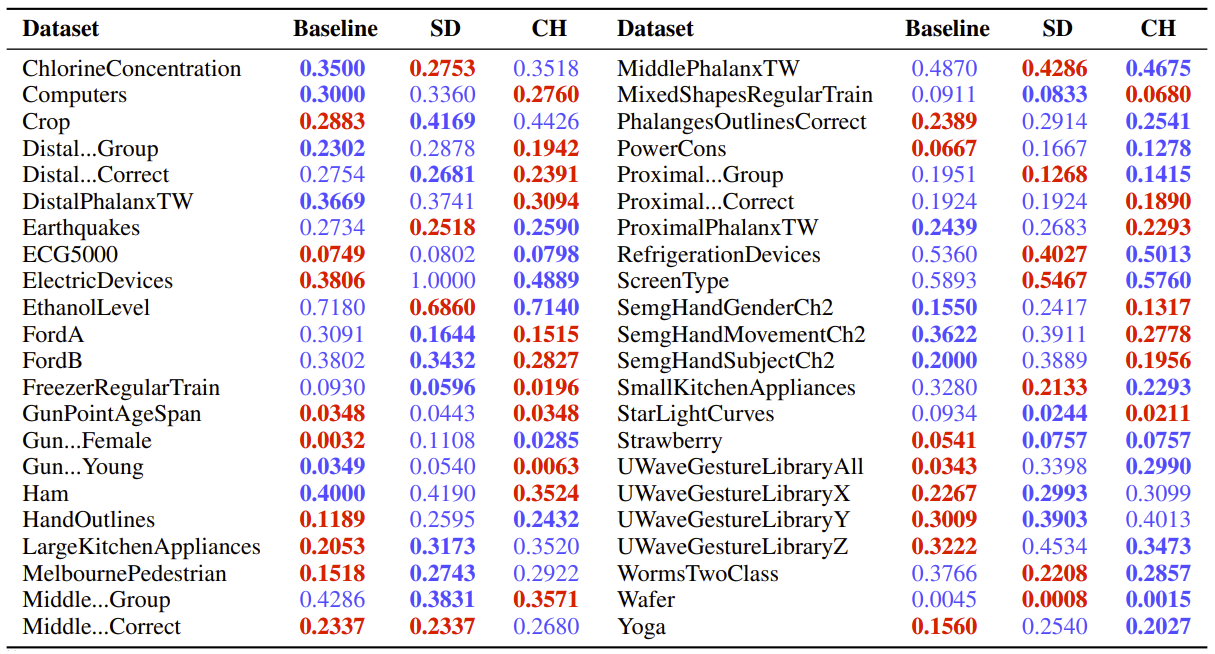 Dataset Baseline SD CH Dataset Baseline SD CH
ChlorineConcentration 0.3500 0.2753 0.3518 MiddlePhalanxTW 0.4870 0.4286 0.4675
Computers 0.3000 0.3360 0.2760 MixedShapesRegularTrain 0.0911 0.0833 0.0680
Crop 0.2883 0.4169 0.4426 PhalangesOutlinesCorrect 0.2389 0.2914 0.2541
Distal...Group 0.2302 0.2878 0.1942 PowerCons 0.0667 0.1667 0.1278
Distal...Correct 0.2754 0.2681 0.2391 Proximal...Group 0.1951 0.1268 0.1415
DistalPhalanxTW 0.3669 0.3741 0.3094 Proximal...Correct 0.1924 0.1924 0.1890
Earthquakes 0.2734 0.2518 0.2590 ProximalPhalanxTW 0.2439 0.2683 0.2293
ECG5000 0.0749 0.0802 0.0798 RefrigerationDevices 0.5360 0.4027 0.5013
ElectricDevices 0.3806 1.0000 0.4889 ScreenType 0.5893 0.5467 0.5760
EthanolLevel 0.7180 0.6860 0.7140 SemgHandGenderCh2 0.1550 0.2417 0.1317
FordA 0.3091 0.1644 0.1515 SemgHandMovementCh2 0.3622 0.3911 0.2778
FordB 0.3802 0.3432 0.2827 SemgHandSubjectCh2 0.2000 0.3889 0.1956
FreezerRegularTrain 0.0930 0.0596 0.0196 SmallKitchenAppliances 0.3280 0.2133 0.2293
GunPointAgeSpan 0.0348 0.0443 0.0348 StarLightCurves 0.0934 0.0244 0.0211
Gun...Female 0.0032 0.1108 0.0285 Strawberry 0.0541 0.0757 0.0757
Gun...Young 0.0349 0.0540 0.0063 UWaveGestureLibraryAll 0.0343 0.3398 0.2990
Ham 0.4000 0.4190 0.3524 UWaveGestureLibraryX 0.2267 0.2993 0.3099
HandOutlines 0.1189 0.2595 0.2432 UWaveGestureLibraryY 0.3009 0.3903 0.4013
LargeKitchenAppliances 0.2053 0.3173 0.3520 UWaveGestureLibraryZ 0.3222 0.4534 0.3473
MelbournePedestrian 0.1518 0.2743 0.2922 WormsTwoClass 0.3766 0.2208 0.2857
Middle...Group 0.4286 0.3831 0.3571 Wafer 0.0045 0.0008 0.0015
Middle...Correct 0.2337 0.2337 0.2680 Yoga 0.1560 0.2540 0.2027